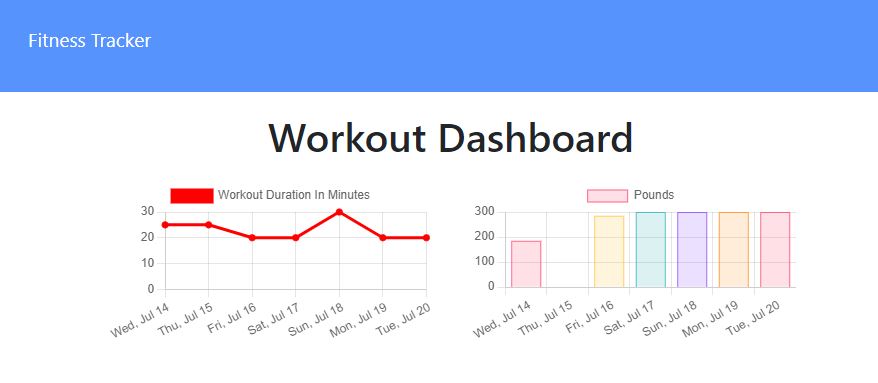 Fitness Tracker
Workout Dashboard
Workout Duration In Minutes
30
20
10
0
Wed, Jul 14
Thu, Jul 15
Fri, Jul 16
Sat, Jul 17
Sun, Jul 18
Mon, Jul 19
Tue, Jul 20
Pounds
300
200
100
0
Wed, Jul 14
Thu, Jul 15
Fri, Jul 16
Sat, Jul 17
Sun, Jul 18
Mon, Jul 19
Tue, Jul 20